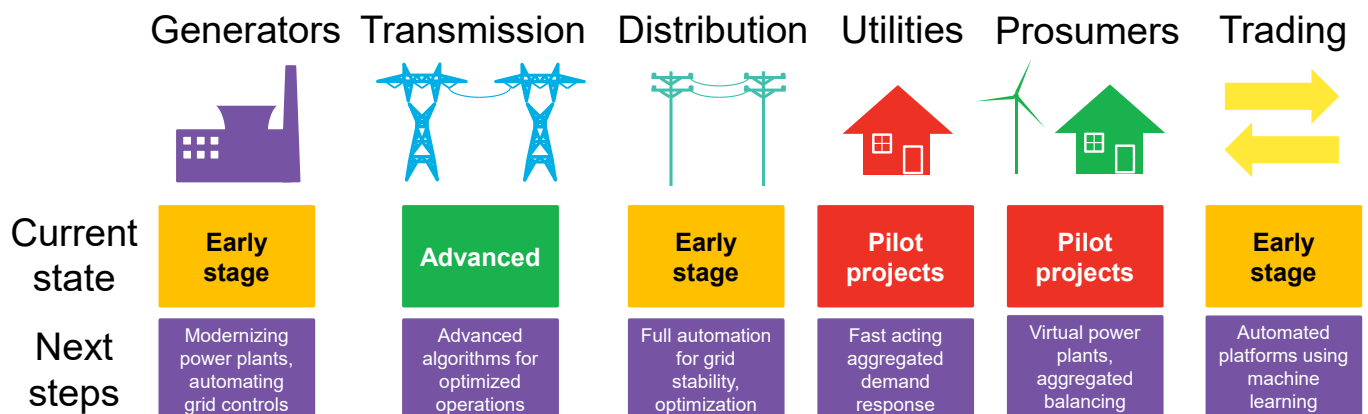 Generators Transmission Distribution Utilities Prosumers Trading
Current
state
Early
stage
Advanced
Early
stage
Pilot
projects
Pilot
projects
Early
stage
Next
steps
Modernizing
power plants,
automating
grid controls
Advanced
algorithms for
optimized
operations
Full automation
for grid
stability,
optimization
Fast acting
aggregated
demand
response
Virtual power
plants,
aggregated
balancing
Automated
platforms using
machine
learning